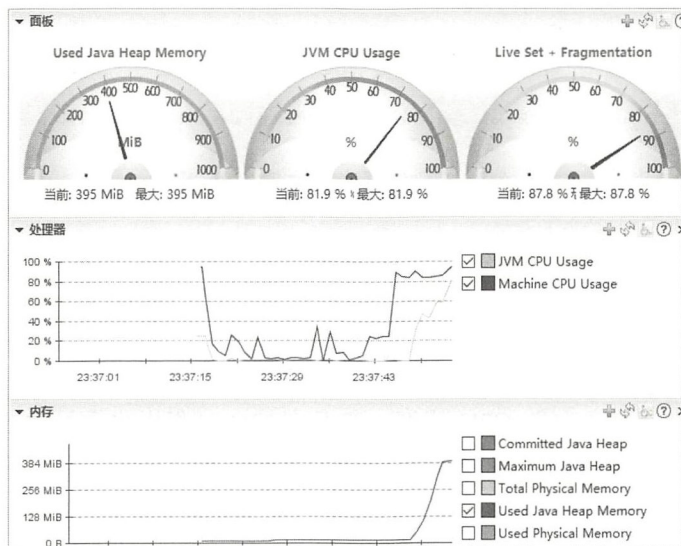 面板
Used Java Heap Memory JVM CPU Usage Live Set + Fragmentation
0 100 200 300 400 500 600 700 800 900 1000 MiB
0 10 20 30 40 50 60 70 80 90 100 %
0 10 20 30 40 50 60 70 80 90 100 %
当前: 395 MiB 最大: 395 MiB 当前: 81.9 % 最大: 81.9 % 当前: 87.8 % 最大: 87.8 %
处理器
100 %
80 %
60 %
40 %
20 %
0 %
23:37:01 23:37:15 23:37:29 23:37:43
JVM CPU Usage
Machine CPU Usage
内存
384 MiB
256 MiB
128 MiB
0 B
Committed Java Heap
Maximum Java Heap
Total Physical Memory
Used Java Heap Memory
Used Physical Memory